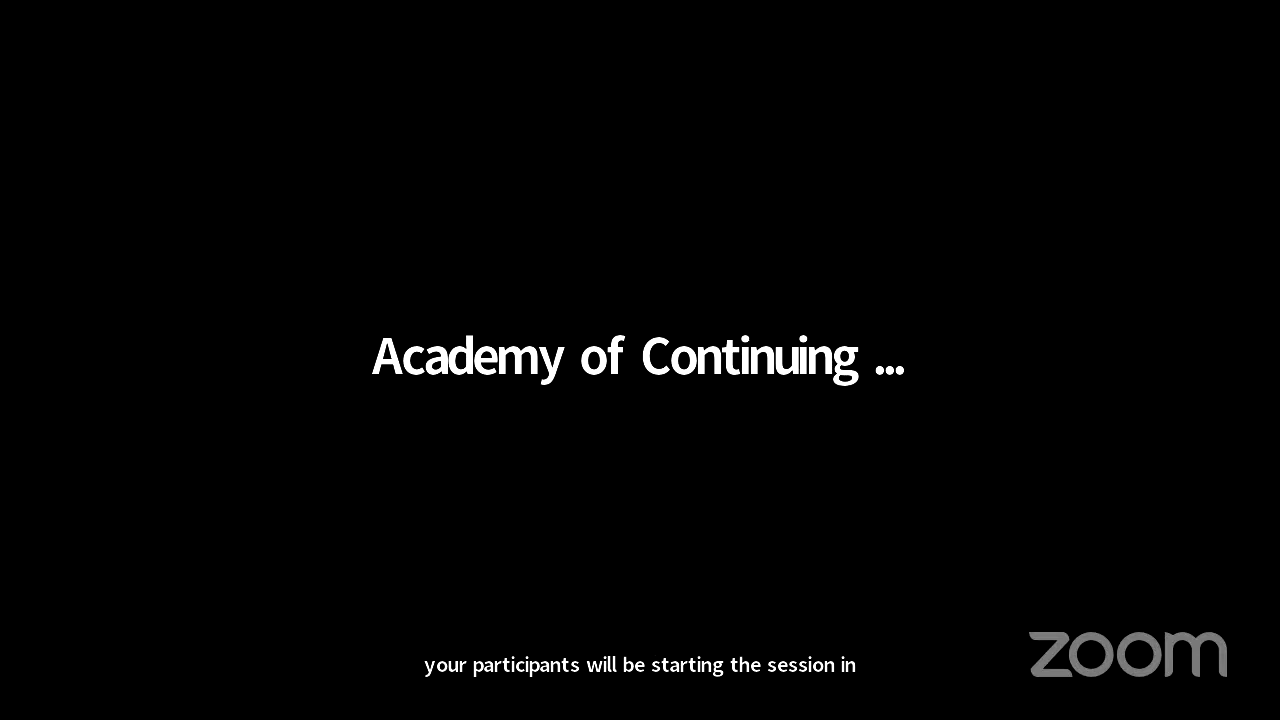 Academy of Continuing ...
your participants will be starting the session in
zoom